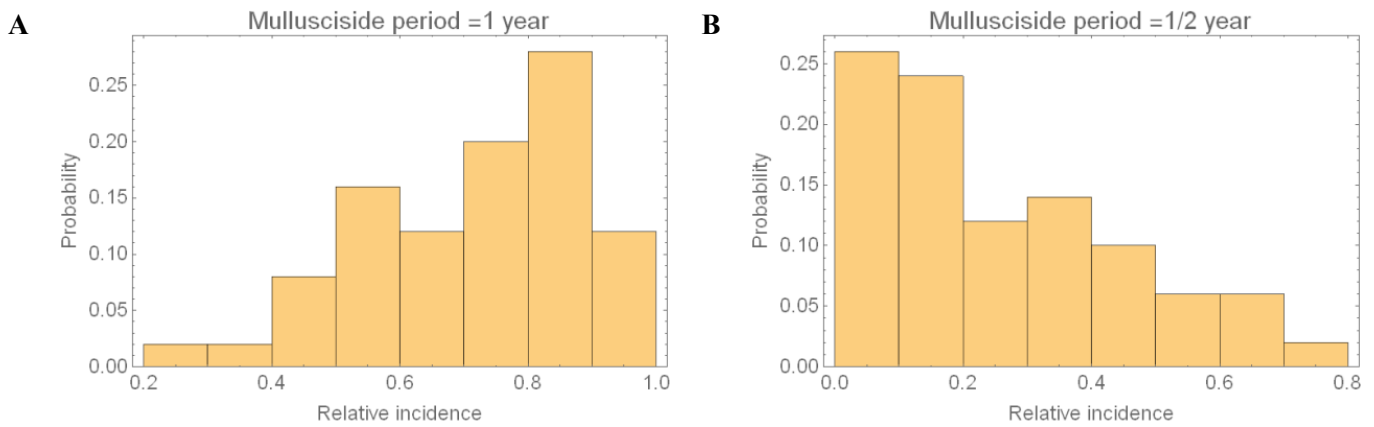 A
Mullusciside period =1 year
Probability
0.25
0.20
0.15
0.10
0.05
0.00
0.2
0.4
0.6
0.8
1.0
Relative incidence
B
Mullusciside period =1/2 year
Probability
0.25
0.20
0.15
0.10
0.05
0.00
0.0
0.2
0.4
0.6
0.8
Relative incidence